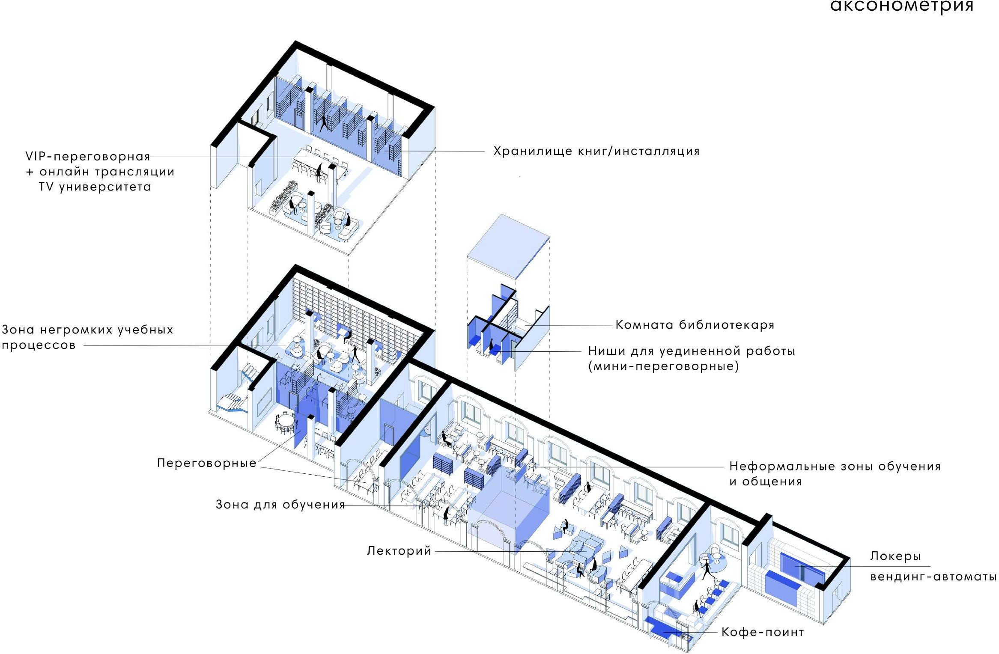 аксонометрия
VIP-переговорная
+ онлайн трансляции
TV университета
Хранилище книг/инсталляция
Зона негромких учебных
процессов
Комната библиотекаря
Ниши для уединенной работы
(мини-переговорные)
Переговорные
Неформальные зоны обучения
и общения
Зона для обучения
Лекторий
Локеры
вендинг-автоматы
Кофе-поинт